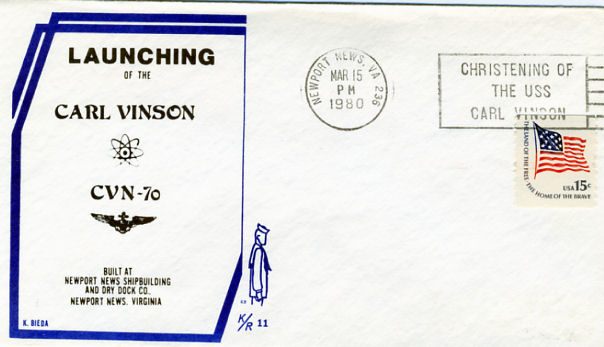 LAUNCHING
OF THE
CARL VINSON
CVN-70
BUILT AT
NEWPORT NEWS SHIPBUILDING
AND DRY DOCK CO.,
NEWPORT NEWS, VIRGINIA
K. BIEDA
K/R 11
NEWPORT NEWS, VA 236
MAR 15
PM
1980
CHRISTENING OF
THE USS
CARL VINSON
THE LAND OF THE FREE THE HOME OF THE BRAVE
USA 15c